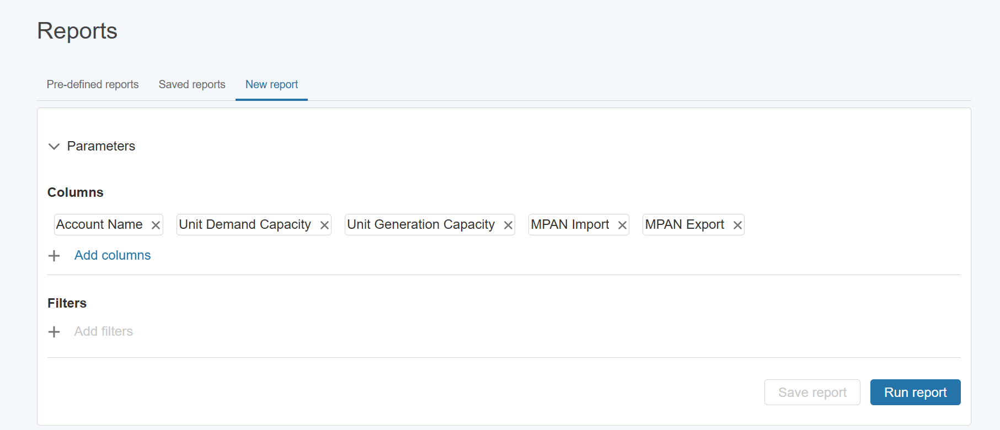 Reports
Pre-defined reports Saved reports New report
Parameters
Columns
Account Name Unit Demand Capacity Unit Generation Capacity MPAN Import MPAN Export
Add columns
Filters
Add filters
Save report Run report